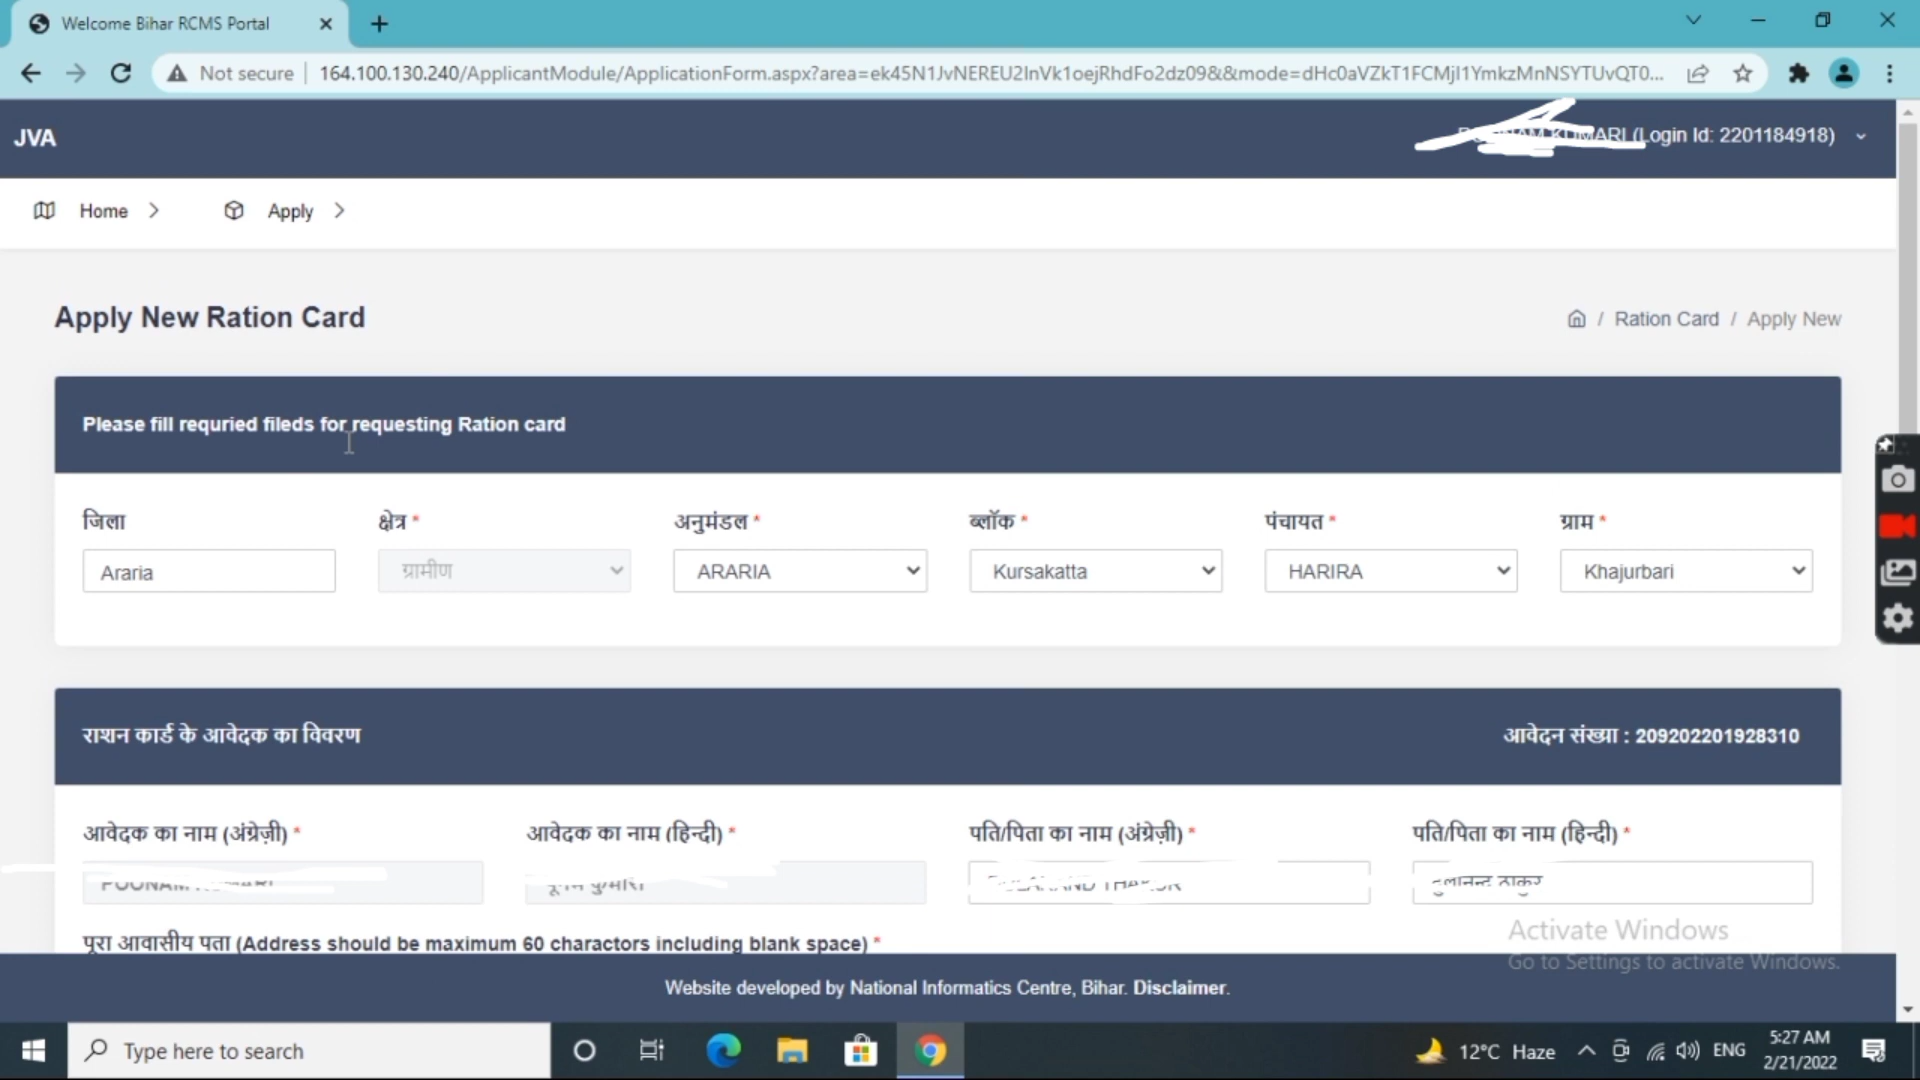 Welcome Bihar RCMS Portal
Not secure 164.100.130.240/ApplicantModule/ApplicationForm.aspx?area=ek45N1JvNEREU2lnVk1oejRhdFo2dz09&&mode=dHc0aVZkT1FCMjI1YmkzMnNSYTUvQT0...
JVA
KUMARI (Login Id: 2201184918)
Home Apply
Apply New Ration Card
/ Ration Card / Apply New
Please fill requried fileds for requesting Ration card
जिला क्षेत्र * अनुमंडल * ब्लॉक * पंचायत * ग्राम *
Araria ग्रामीण ARARIA Kursakatta HARIRA Khajurbari
राशन कार्ड के आवेदक का विवरण आवेदन संख्या : 209202201928310
आवेदक का नाम (अंग्रेज़ी) * आवेदक का नाम (हिन्दी) * पति/पिता का नाम (अंग्रेज़ी) * पति/पिता का नाम (हिन्दी) *
ठाकुर
पूरा आवासीय पता (Address should be maximum 60 charactors including blank space) *
Activate Windows
Go to Settings to activate Windows.
Website developed by National Informatics Centre, Bihar. Disclaimer.
Type here to search
12°C Haze
ENG
5:27 AM
2/21/2022